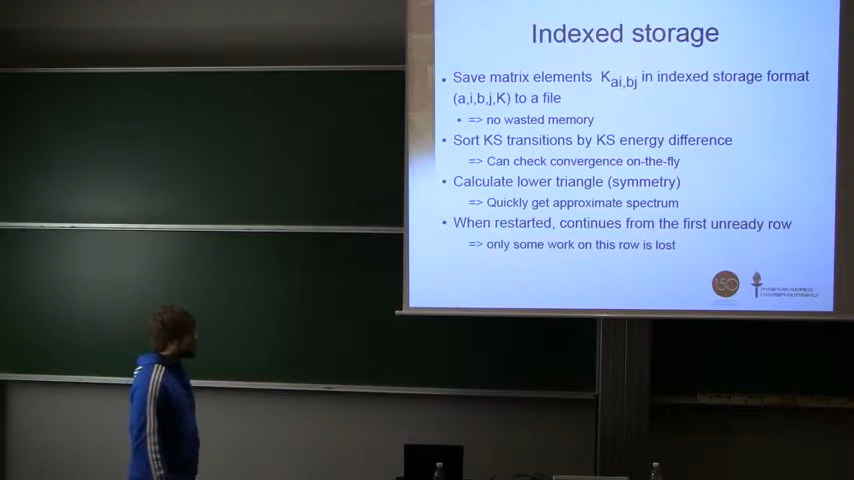 Indexed storage
• Save matrix elements K ai,bj in indexed storage format
(a,i,b,j,K) to a file
• => no wasted memory
• Sort KS transitions by KS energy difference
=> Can check convergence on-the-fly
• Calculate lower triangle (symmetry)
=> Quickly get approximate spectrum
• When restarted, continues from the first unready row
=> only some work on this row is lost
150